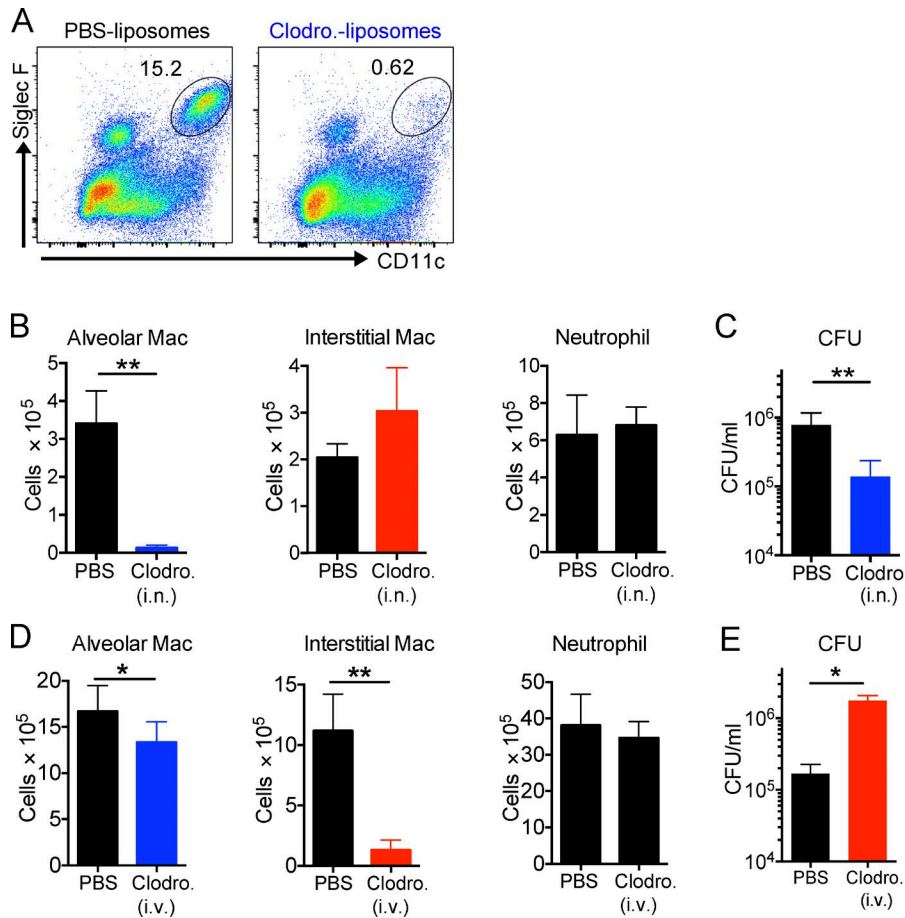 A
PBS-liposomes Clodro.-liposomes
15.2 0.62
Siglec F
CD11c
B Alveolar Mac Interstitial Mac Neutrophil C CFU
Cells × 10⁵
5
4
3
2
1
0
**
PBS Clodro.
(i.n.)
Cells × 10⁵
4
3
2
1
0
PBS Clodro.
(i.n.)
Cells × 10⁵
8
6
4
2
0
PBS Clodro.
(i.n.)
CFU/ml
10⁶
10⁵
10⁴
**
PBS Clodro
(i.n.)
D Alveolar Mac Interstitial Mac Neutrophil E CFU
Cells × 10⁵
20
15
10
5
0
*
PBS Clodro.
(i.v.)
Cells × 10⁵
15
10
5
0
**
PBS Clodro.
(i.v.)
Cells × 10⁵
50
40
30
20
10
0
PBS Clodro.
(i.v.)
CFU/ml
10⁶
10⁵
10⁴
*
PBS Clodro.
(i.v.)